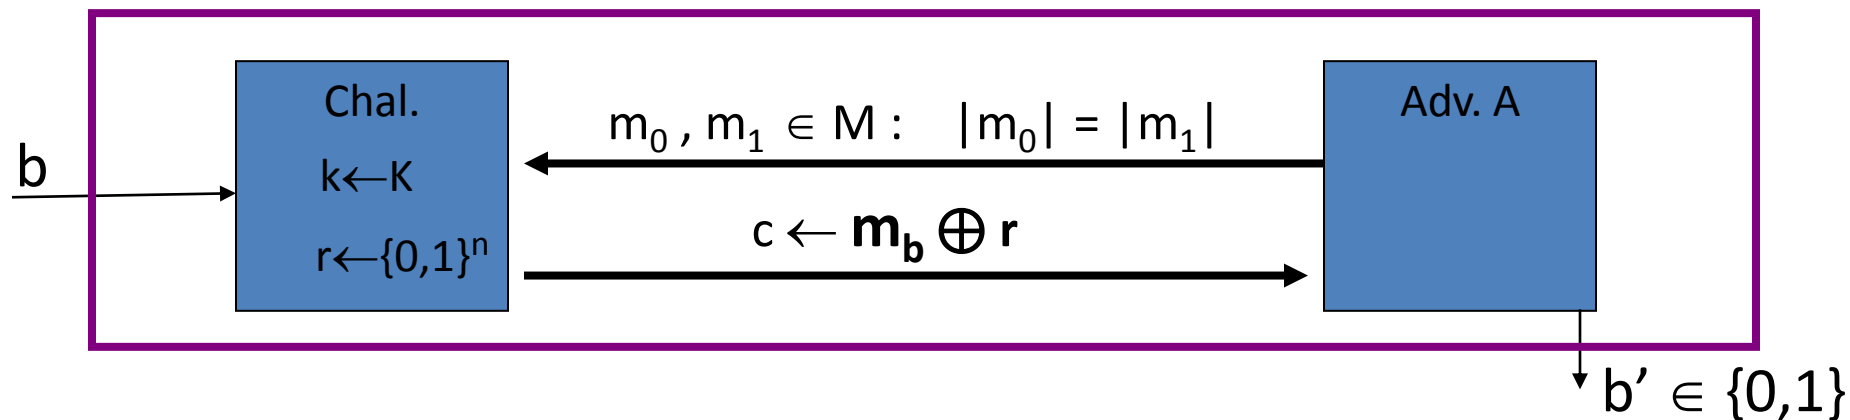 b
Chal.
k←K
r←{0,1}ⁿ
m₀ , m₁ ∈ M :   |m₀| = |m₁|
c ← m_b ⊕ r
Adv. A
b’ ∈ {0,1}